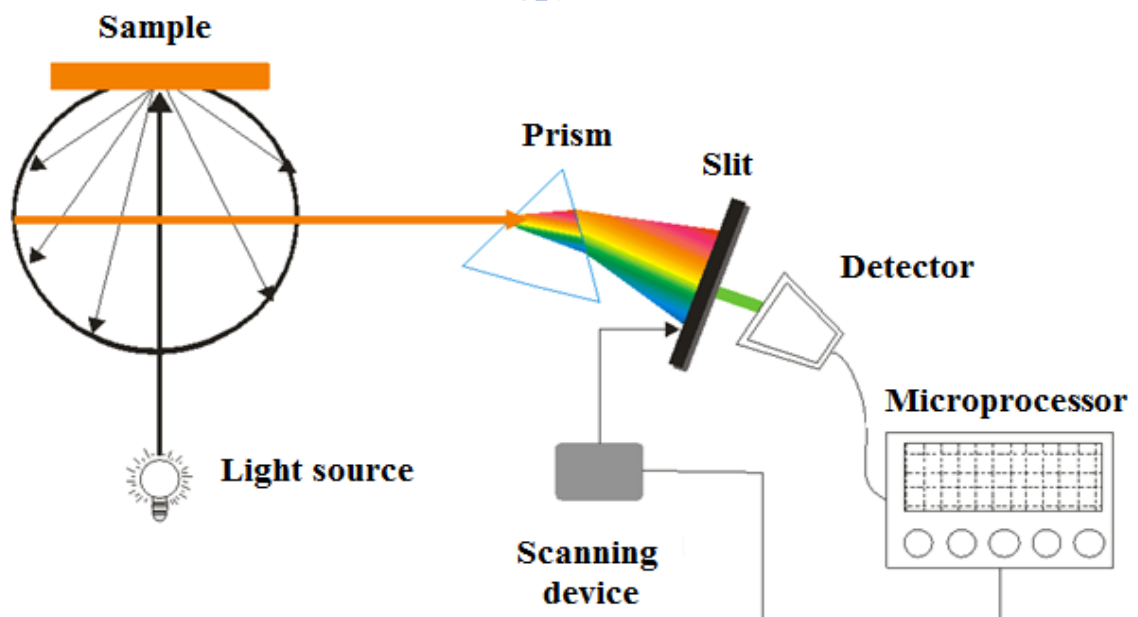 Sample
Prism
Slit
Detector
Microprocessor
Light source
Scanning
device